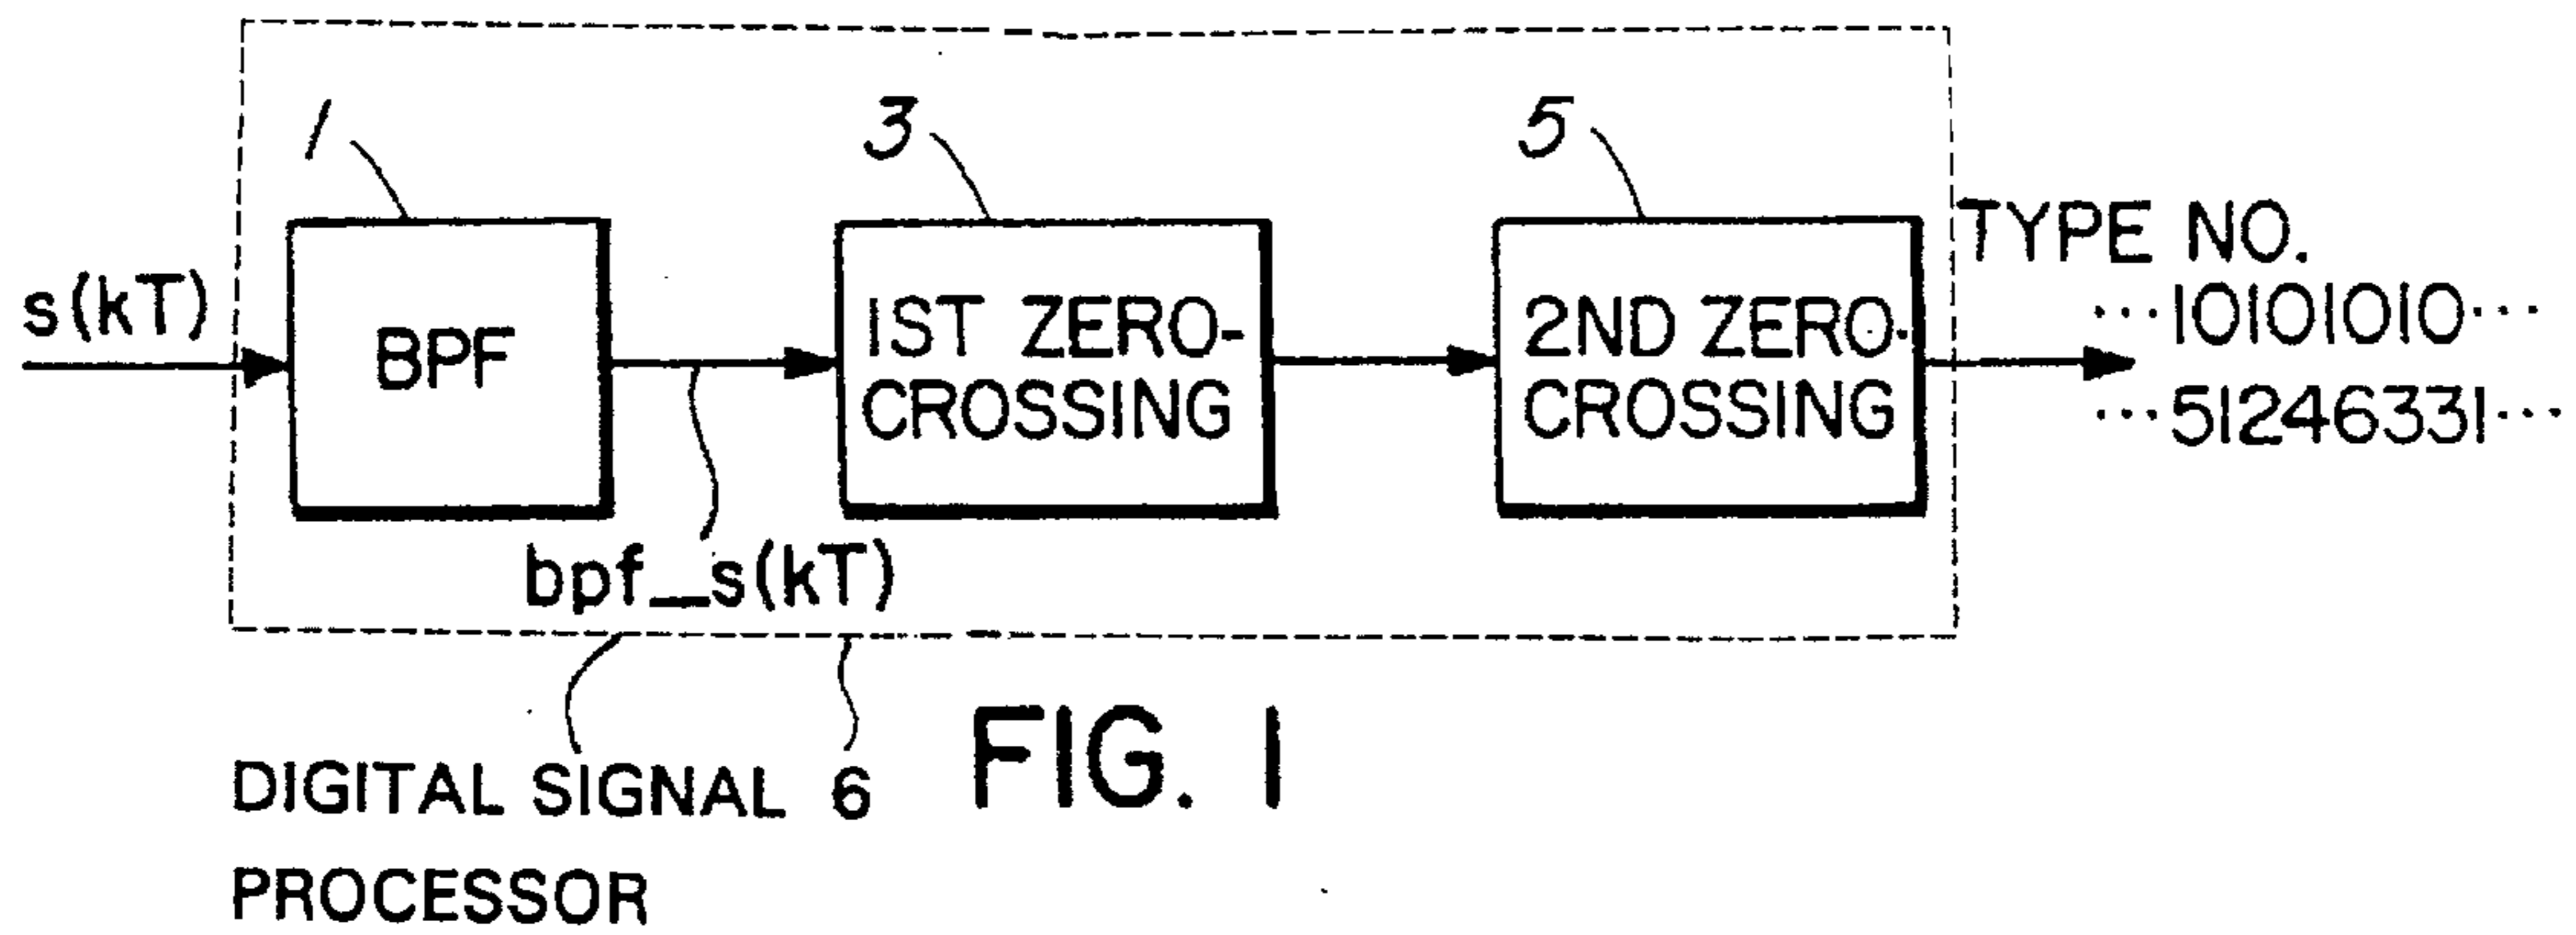 1
3
5
s(kT)
BPF
1ST ZERO-
CROSSING
2ND ZERO-
CROSSING
TYPE NO.
···10101010···
···51246331···
bpf_s(kT)
DIGITAL SIGNAL 6
PROCESSOR
FIG. 1